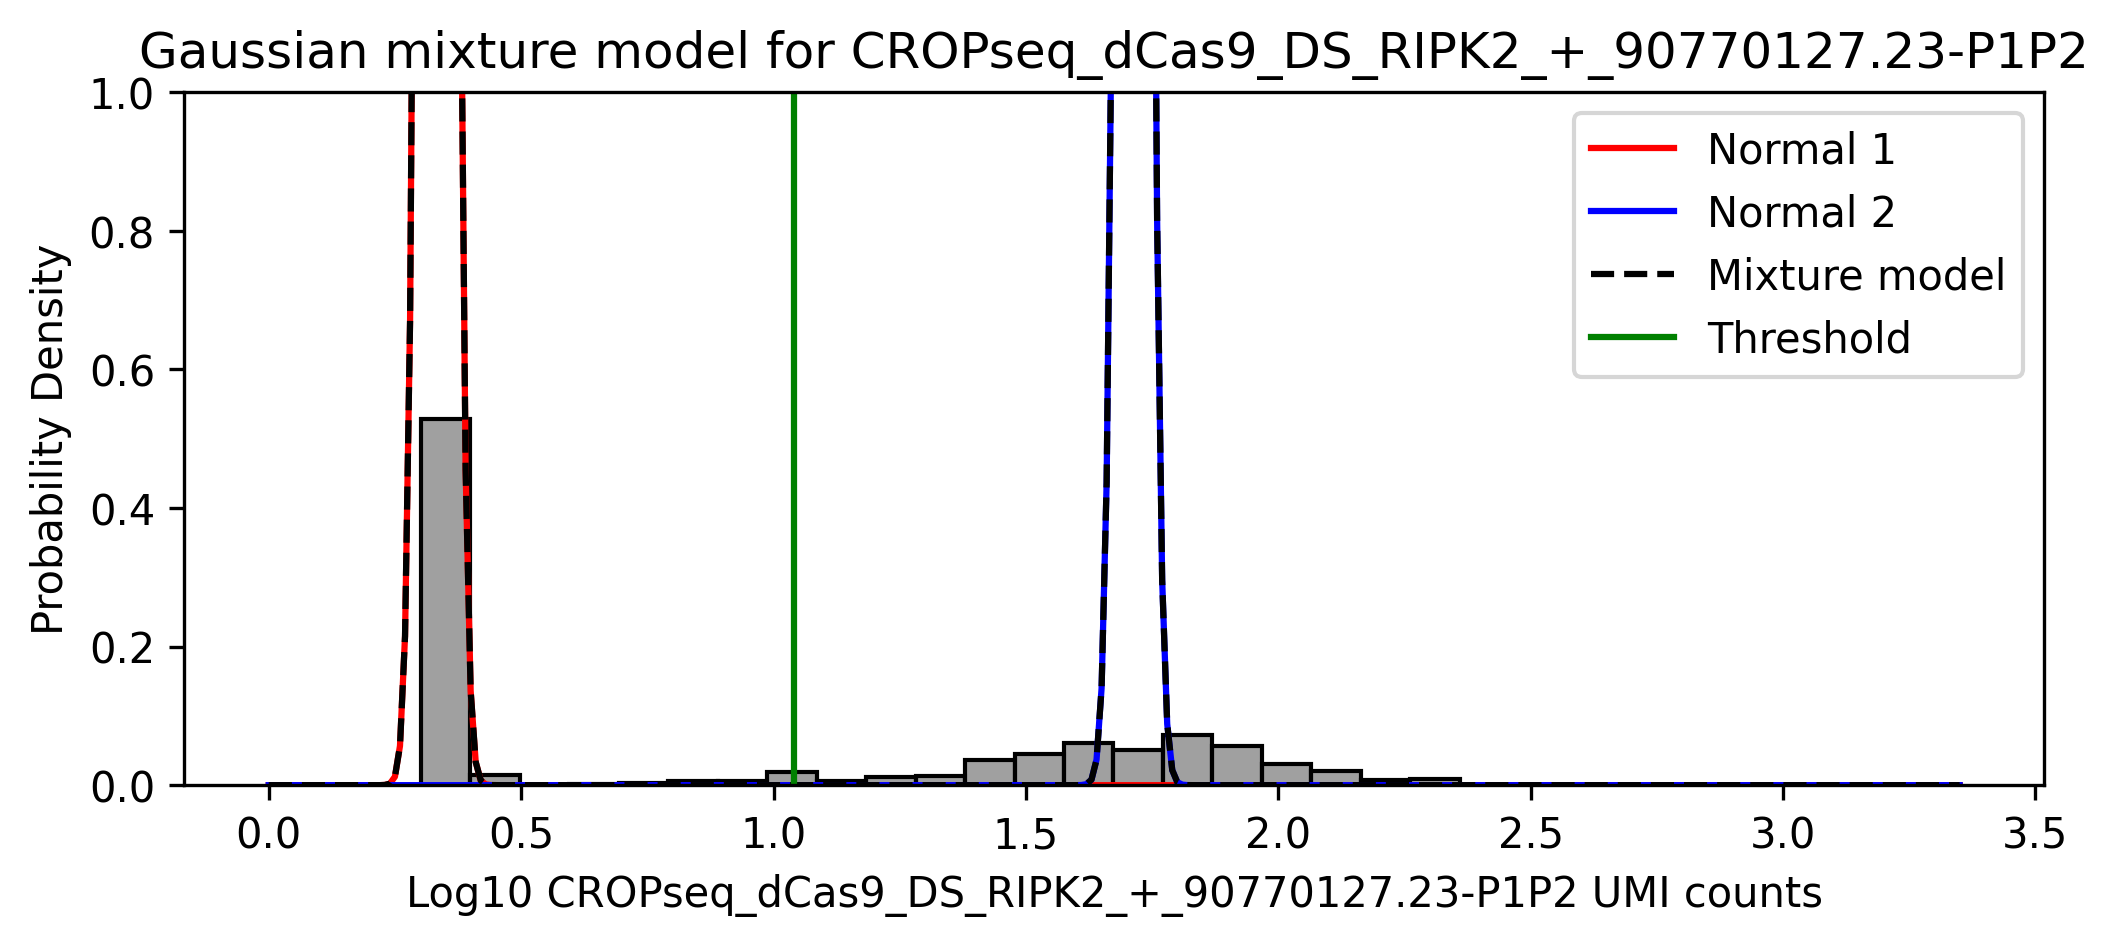 Gaussian mixture model for CROPseq_dCas9_DS_RIPK2_+_90770127.23-P1P2
Probability Density
1.0
0.8
0.6
0.4
0.2
0.0
Normal 1
Normal 2
Mixture model
Threshold
0.0 0.5 1.0 1.5 2.0 2.5 3.0 3.5
Log10 CROPseq_dCas9_DS_RIPK2_+_90770127.23-P1P2 UMI counts